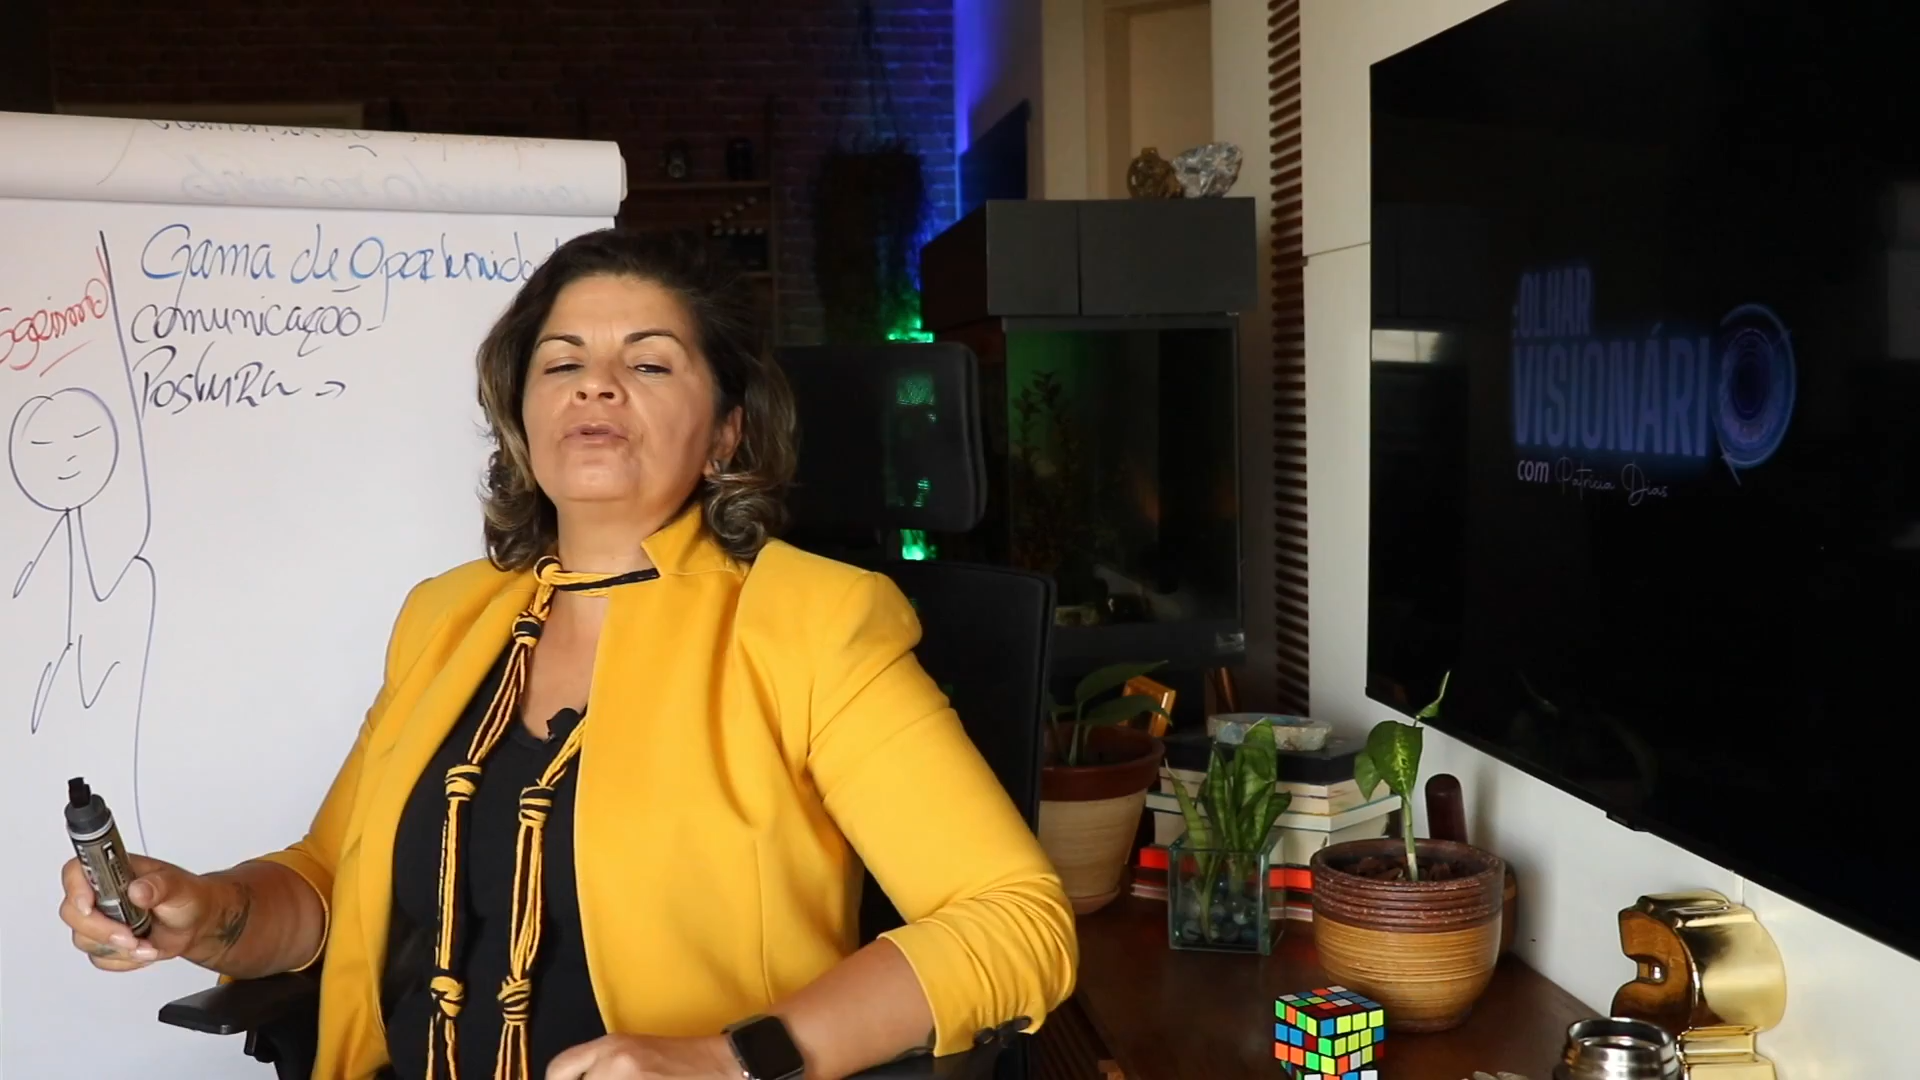 Gama de Oportunidad
comunicação -
Postura →
OLHAR
VISIONÁRIO
com Patricia Dias